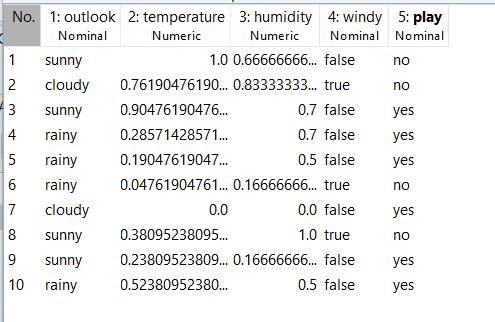 No. 1: outlook 2: temperature 3: humidity 4: windy 5: play
Nominal Numeric Numeric Nominal Nominal
1 sunny 1.0 0.66666666... false no
2 cloudy 0.76190476190... 0.83333333... true no
3 sunny 0.90476190476... 0.7 false yes
4 rainy 0.28571428571... 0.7 false yes
5 rainy 0.19047619047... 0.5 false yes
6 rainy 0.04761904761... 0.16666666... true no
7 cloudy 0.0 0.0 false yes
8 sunny 0.38095238095... 1.0 true no
9 sunny 0.23809523809... 0.16666666... false yes
10 rainy 0.52380952380... 0.5 false yes